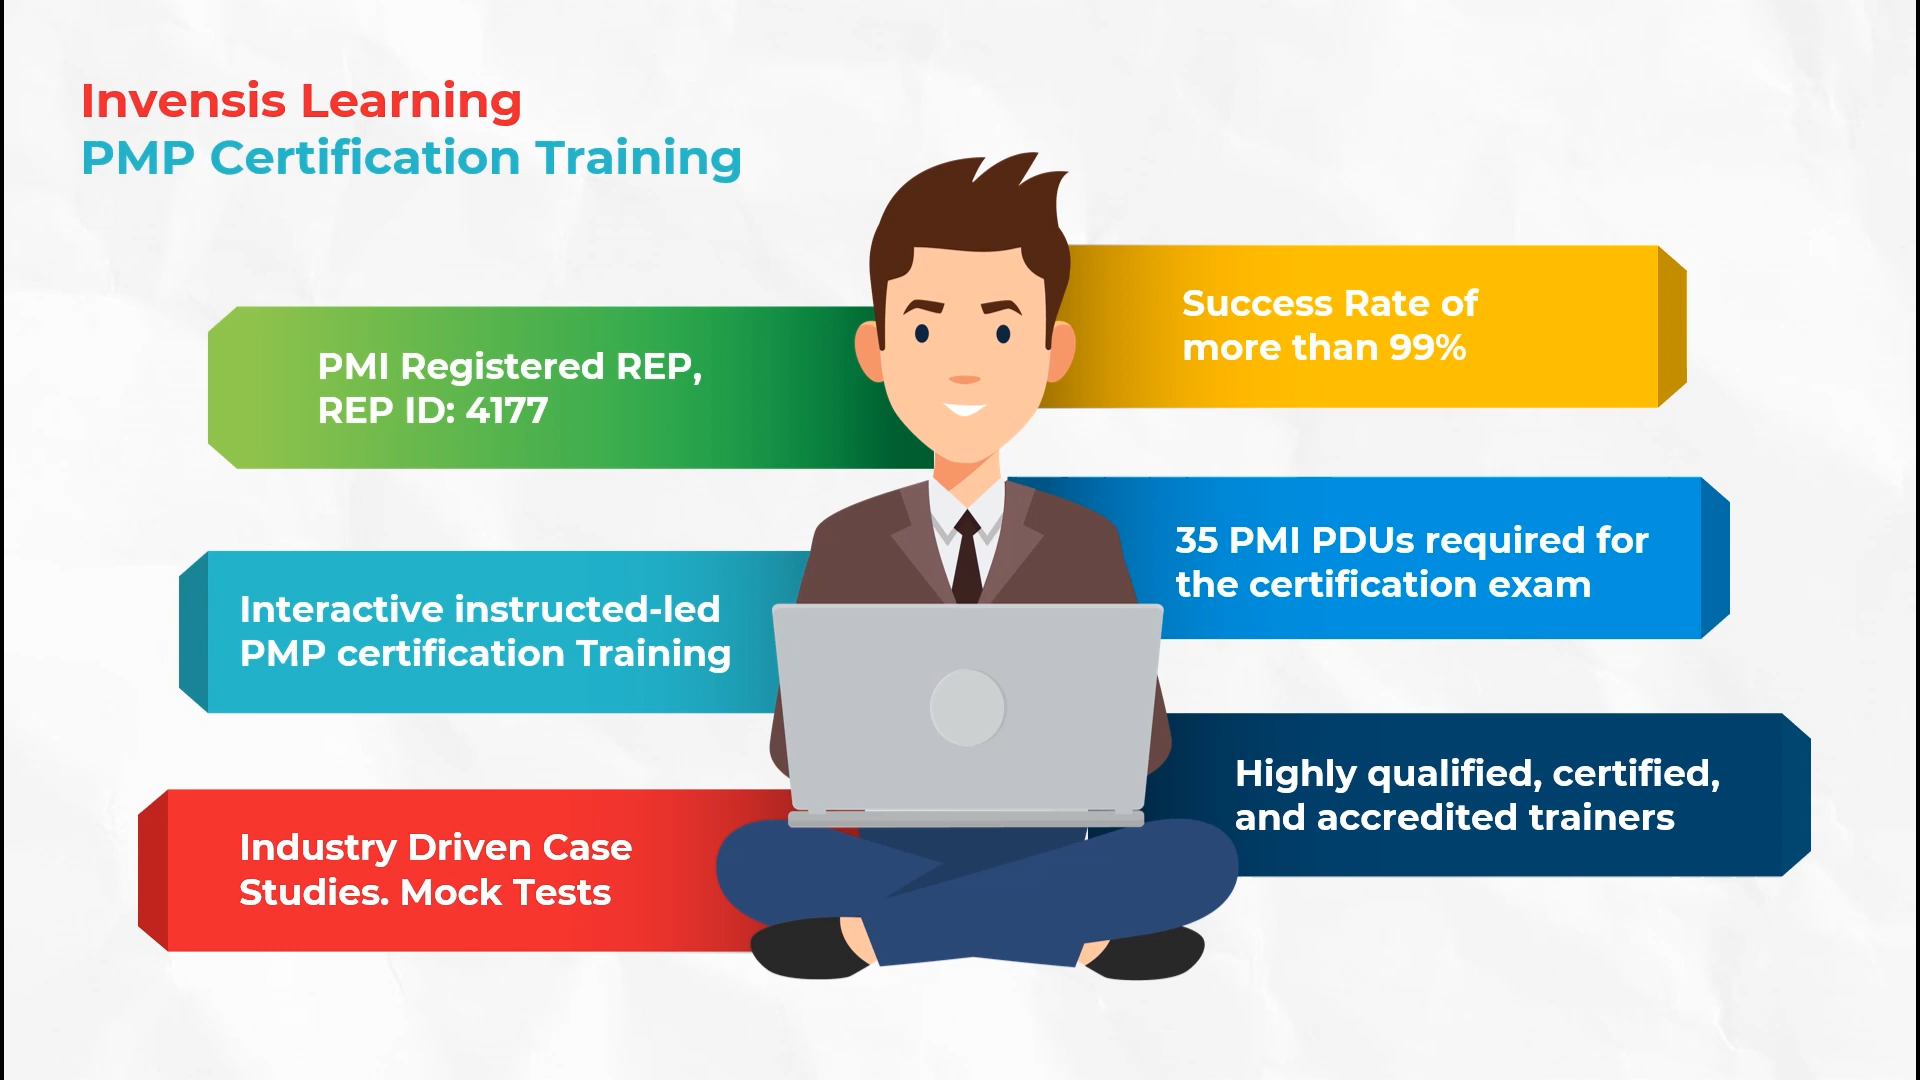 Invensis Learning
PMP Certification Training
PMI Registered REP,
REP ID: 4177
Interactive instructed-led
PMP certification Training
Industry Driven Case
Studies. Mock Tests
Success Rate of
more than 99%
35 PMI PDUs required for
the certification exam
Highly qualified, certified,
and accredited trainers